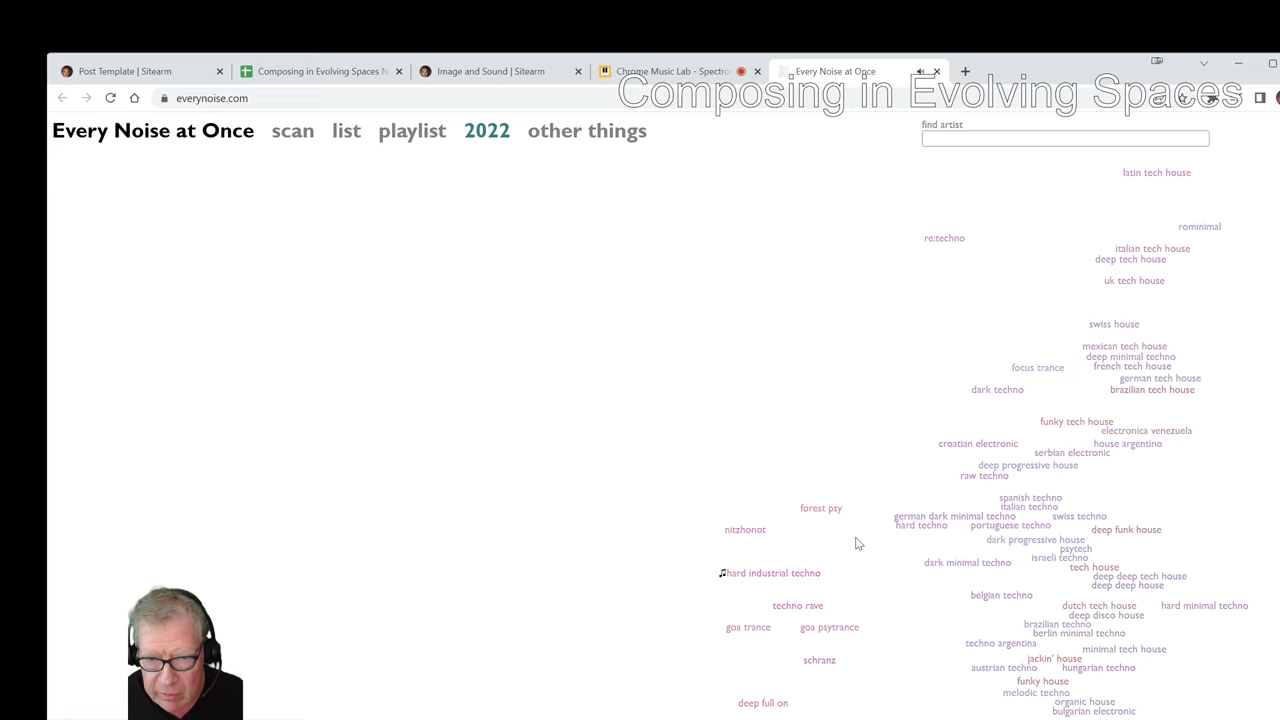 Post Template | Sitearm
Composing in Evolving Spaces N
Image and Sound | Sitearm
Chrome Music Lab - Spectro
Every Noise at Once
Composing in Evolving Spaces
everynoise.com
Every Noise at Once scan list playlist 2022 other things
find artist
latin tech house
rominimal
re:techno
italian tech house
deep tech house
uk tech house
swiss house
mexican tech house
deep minimal techno
focus trance
french tech house
german tech house
dark techno
brazilian tech house
funky tech house
electronica venezuela
croatian electronic
house argentino
serbian electronic
deep progressive house
raw techno
spanish techno
italian techno
forest psy
german dark minimal techno
swiss techno
hard techno
portuguese techno
nitzhonot
deep funk house
dark progressive house
psytech
israeli techno
dark minimal techno
tech house
hard industrial techno
deep deep tech house
deep deep house
belgian techno
techno rave
dutch tech house
hard minimal techno
deep disco house
brazilian techno
goa trance
goa psytrance
berlin minimal techno
techno argentina
minimal tech house
schranz
jackin' house
austrian techno
hungarian techno
funky house
melodic techno
deep full on
organic house
bulgarian electronic